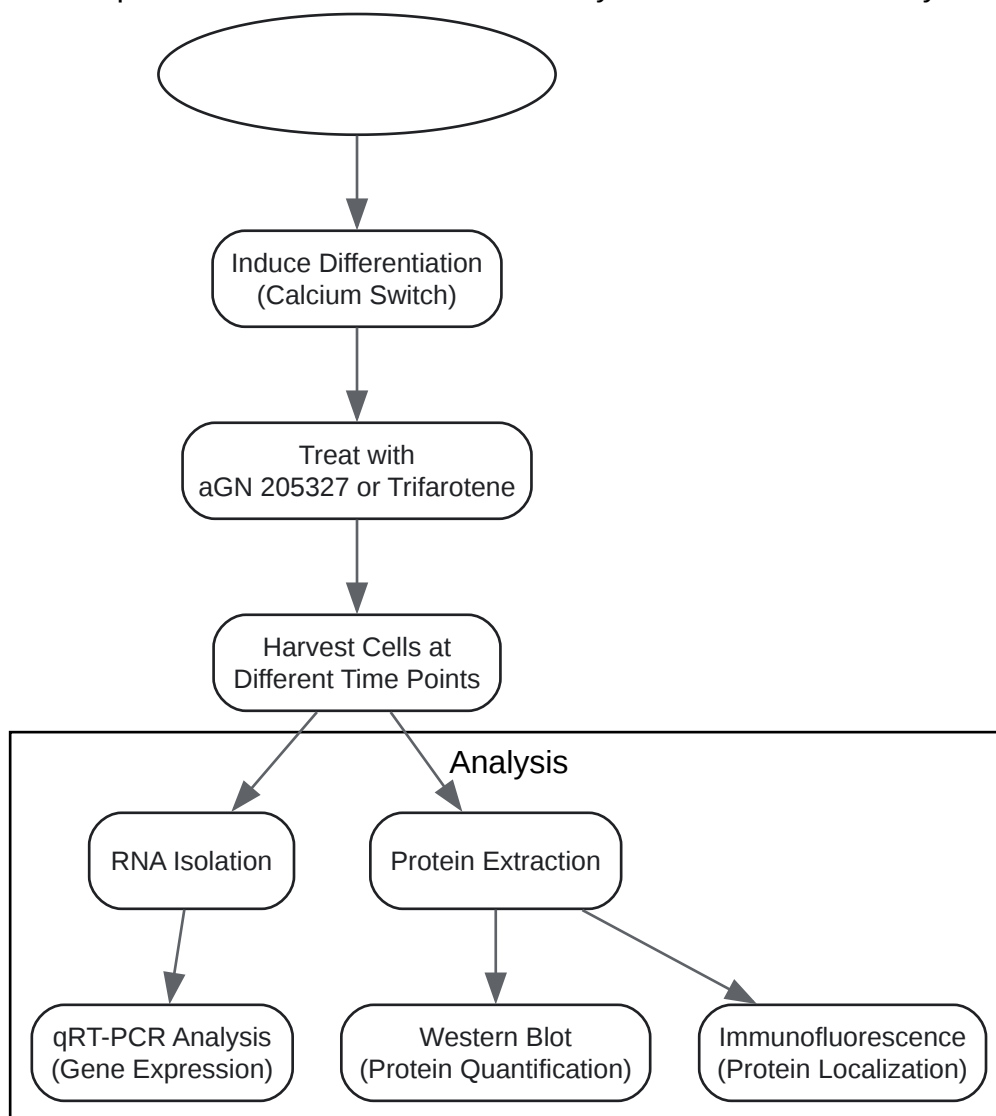 Induce Differentiation
(Calcium Switch)
Treat with
aGN 205327 or Trifarotene
Harvest Cells at
Different Time Points
Analysis
RNA Isolation
Protein Extraction
qRT-PCR Analysis
(Gene Expression)
Western Blot
(Protein Quantification)
Immunofluorescence
(Protein Localization)